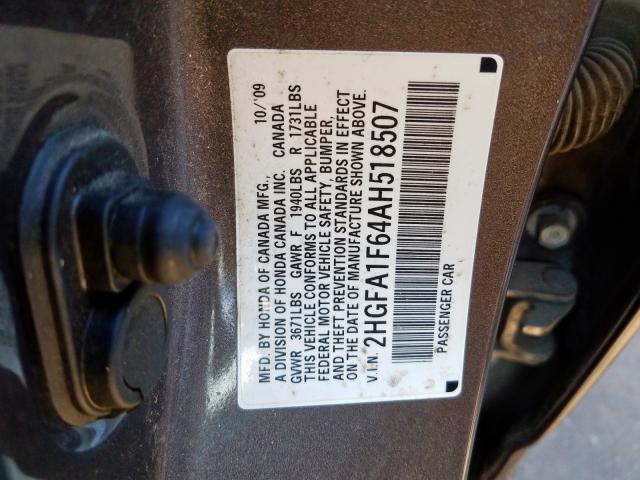 MFD. BY HONDA OF CANADA MFG., 10/'09
A DIVISION OF HONDA CANADA INC. CANADA
GVWR 3671LBS GAWR F 1940LBS R 1731LBS
THIS VEHICLE CONFORMS TO ALL APPLICABLE
FEDERAL MOTOR VEHICLE SAFETY, BUMPER,
AND THEFT PREVENTION STANDARDS IN EFFECT
ON THE DATE OF MANUFACTURE SHOWN ABOVE.
V.I.N. 2HGFA1F64AH518507
PASSENGER CAR